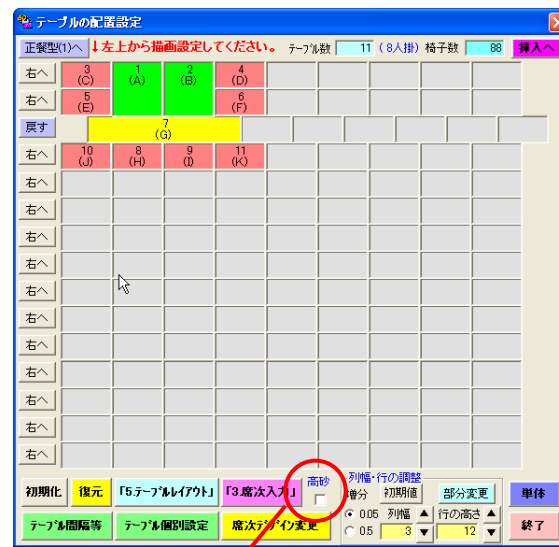 テーブルの配置設定
正餐型(1)へ ↓左上から描画設定してください。 テーブル数 11 (8人掛) 椅子数 88 挿入へ
右へ 3 1 2 4
(C) (A) (B) (D)
右へ 5 6
(E) (F)
戻す 7
(G)
右へ 10 8 9 11
(J) (H) (I) (K)
右へ
右へ
右へ
右へ
右へ
右へ
右へ
右へ
右へ
右へ
右へ
初期化 復元 「5.テーブルレイアウト」 「3.席次入力」 高砂 列幅・行の調整
増分 初期値 部分変更 単体
0.05 列幅 ▲ 行の高さ ▲
テーブル間隔等 テーブル個別設定 席次デザイン変更 0.5 3 ▼ 12 ▼ 終了